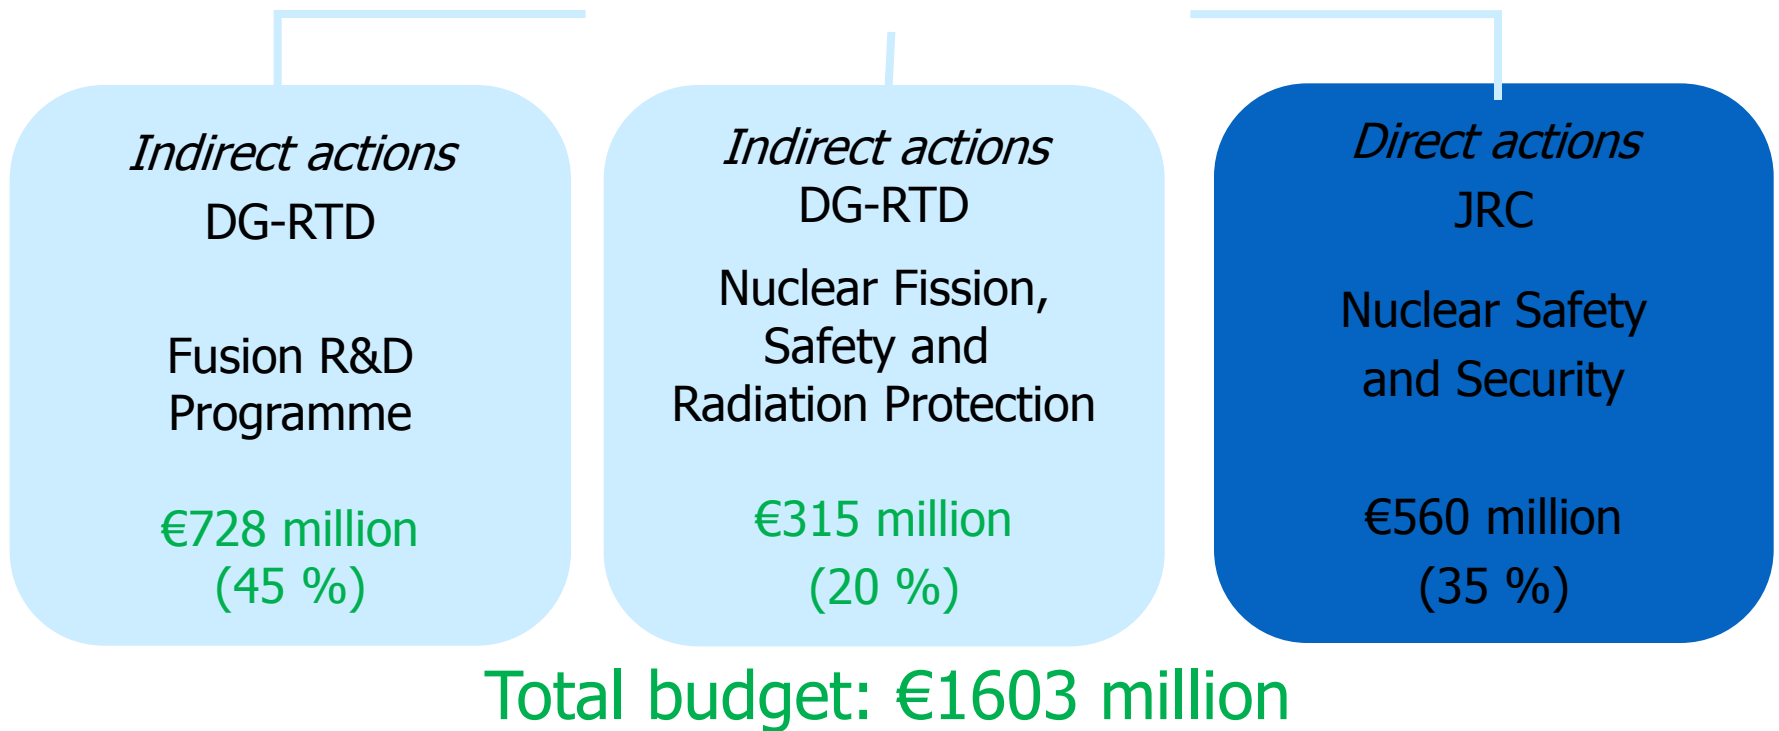 Indirect actions
DG-RTD
Fusion R&D
Programme
€728 million
(45 %)
Indirect actions
DG-RTD
Nuclear Fission,
Safety and
Radiation Protection
€315 million
(20 %)
Direct actions
JRC
Nuclear Safety
and Security
€560 million
(35 %)
Total budget: €1603 million